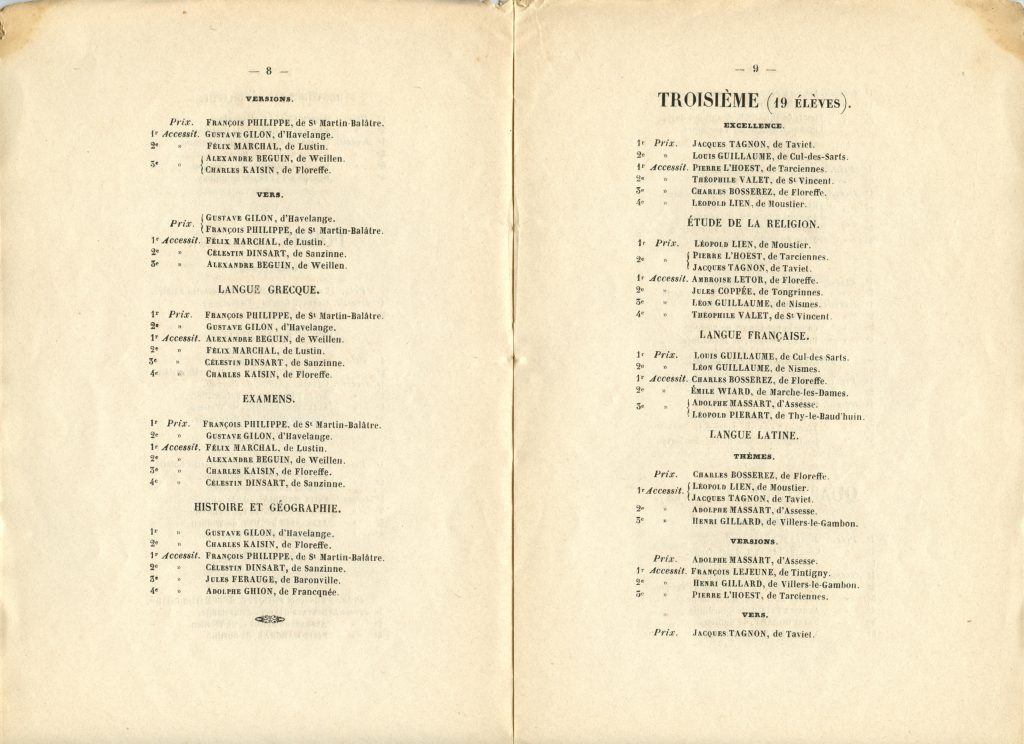 — 8 —
VERSIONS.
Prix. FRANÇOIS PHILIPPE, de St Martin-Balâtre.
1r Accessit. GUSTAVE GILON, d'Havelange.
2e » FÉLIX MARCHAL, de Lustin.
3e » { ALEXANDRE BEGUIN, de Weillen.
{ CHARLES KAISIN, de Floreffe.
VERS.
Prix. { GUSTAVE GILON, d'Havelange.
{ FRANÇOIS PHILIPPE, de St Martin-Balâtre.
1r Accessit. FÉLIX MARCHAL, de Lustin.
2e » CÉLESTIN DINSART, de Sanzinne.
3e » ALEXANDRE BEGUIN, de Weillen.
LANGUE GRECQUE.
1r Prix. FRANÇOIS PHILIPPE, de St Martin-Balâtre.
2e » GUSTAVE GILON, d'Havelange.
1r Accessit. ALEXANDRE BEGUIN, de Weillen.
2e » FÉLIX MARCHAL, de Lustin.
3e » CÉLESTIN DINSART, de Sanzinne.
4e » CHARLES KAISIN, de Floreffe.
EXAMENS.
1r Prix. FRANÇOIS PHILIPPE, de St Martin-Balâtre.
2e » GUSTAVE GILON, d'Havelange.
1r Accessit. FÉLIX MARCHAL, de Lustin.
2e » ALEXANDRE BEGUIN, de Weillen.
3e » CHARLES KAISIN, de Floreffe.
4e » CÉLESTIN DINSART, de Sanzinne.
HISTOIRE ET GÉOGRAPHIE.
1r » GUSTAVE GILON, d'Havelange.
2e » CHARLES KAISIN, de Floreffe.
1r Accessit. FRANÇOIS PHILIPPE, de St Martin-Balâtre.
2e » CÉLESTIN DINSART, de Sanzinne.
3e » JULES FERAUGE, de Baronville.
4e » ADOLPHE GHION, de Francqnée.
— 9 —
TROISIÈME (19 ÉLÈVES).
EXCELLENCE.
1r Prix. JACQUES TAGNON, de Taviet.
2e » LOUIS GUILLAUME, de Cul-des-Sarts.
1r Accessit. PIERRE L'HOEST, de Tarciennes.
2e » THÉOPHILE VALET, de St Vincent.
3e » CHARLES BOSSEREZ, de Floreffe.
4e » LÉOPOLD LIEN, de Moustier.
ÉTUDE DE LA RELIGION.
1r Prix. LÉOPOLD LIEN, de Moustier.
2e » { PIERRE L'HOEST, de Tarciennes.
{ JACQUES TAGNON, de Taviet.
1r Accessit. AMBROISE LETOR, de Floreffe.
2e » JULES COPPÉE, de Tongrinnes.
3e » LÉON GUILLAUME, de Nismes.
4e » THÉOPHILE VALET, de St Vincent.
LANGUE FRANÇAISE.
1r Prix. LOUIS GUILLAUME, de Cul-des-Sarts.
2e » LÉON GUILLAUME, de Nismes.
1r Accessit. CHARLES BOSSEREZ, de Floreffe.
2e » ÉMILE WIARD, de Marche-les-Dames.
3e » { ADOLPHE MASSART, d'Assesse.
{ LÉOPOLD PIERART, de Thy-le-Baud'huin.
LANGUE LATINE.
THÈMES.
Prix. CHARLES BOSSEREZ, de Floreffe.
1r Accessit. { LÉOPOLD LIEN, de Moustier.
{ JACQUES TAGNON, de Taviet.
2e » ADOLPHE MASSART, d'Assesse.
3e » HENRI GILLARD, de Villers-le-Gambon.
VERSIONS.
Prix. ADOLPHE MASSART, d'Assesse.
1r Accessit. FRANÇOIS LEJEUNE, de Tintigny.
2e » HENRI GILLARD, de Villers-le-Gambon.
3e » PIERRE L'HOEST, de Tarciennes.
VERS.
Prix. JACQUES TAGNON, de Taviet.